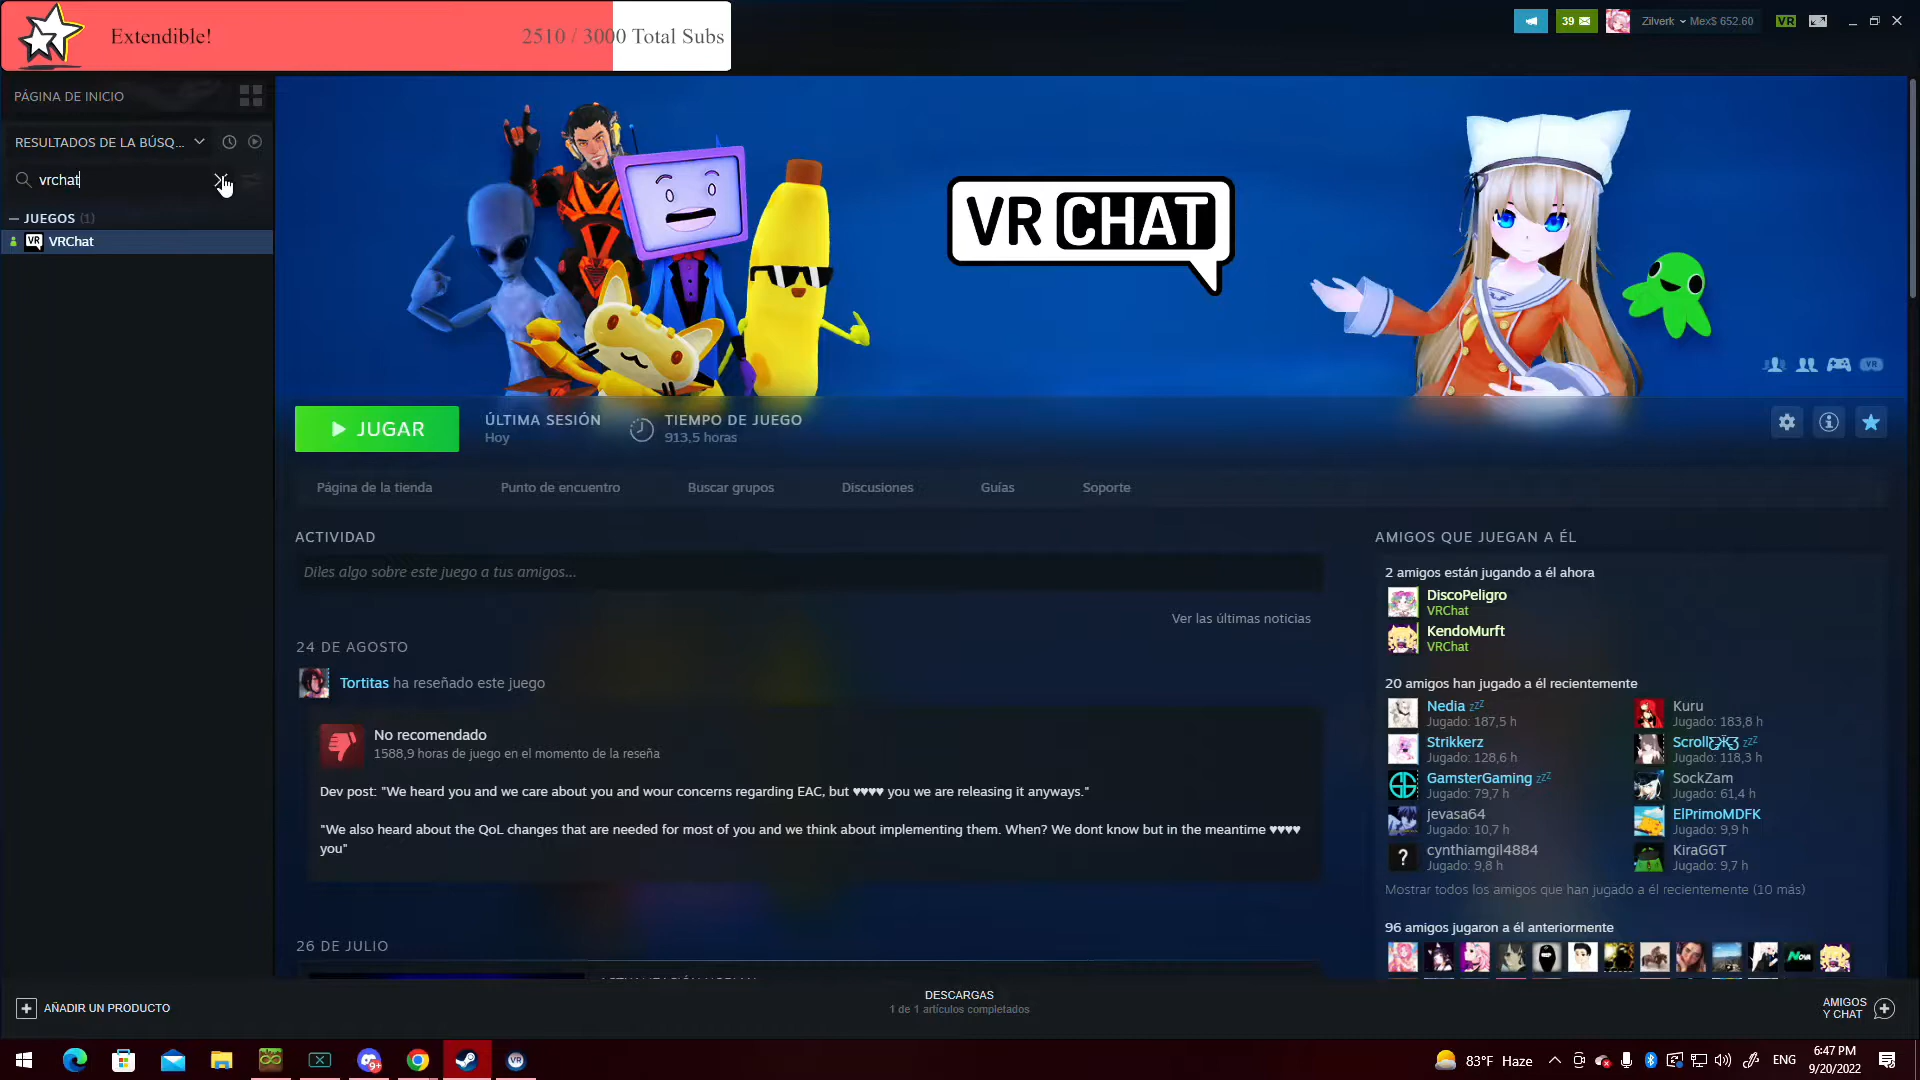 Extendible!
2510 / 3000 Total Subs
39
Zilverk
Mex$ 652.60
VR
PÁGINA DE INICIO
RESULTADOS DE LA BÚSQ...
vrchat
JUEGOS (1)
VR VRChat
VR CHAT
VR
JUGAR
ÚLTIMA SESIÓN
Hoy
TIEMPO DE JUEGO
913,5 horas
Página de la tienda
Punto de encuentro
Buscar grupos
Discusiones
Guías
Soporte
ACTIVIDAD
Diles algo sobre este juego a tus amigos...
Ver las últimas noticias
24 DE AGOSTO
Tortitas ha reseñado este juego
No recomendado
1588,9 horas de juego en el momento de la reseña
Dev post: "We heard you and we care about you and wour concerns regarding EAC, but ♥♥♥♥ you we are releasing it anyways."
"We also heard about the QoL changes that are needed for most of you and we think about implementing them. When? We dont know but in the meantime ♥♥♥♥
you"
26 DE JULIO
AMIGOS QUE JUEGAN A ÉL
2 amigos están jugando a él ahora
DiscoPeligro
VRChat
KendoMurft
VRChat
20 amigos han jugado a él recientemente
Nedia zzZ
Jugado: 187,5 h
Kuru
Jugado: 183,8 h
Strikkerz
Jugado: 128,6 h
Scroll
zzZ
Jugado: 118,3 h
GamsterGaming zzZ
Jugado: 79,7 h
SockZam
Jugado: 61,4 h
jevasa64
Jugado: 10,7 h
ElPrimoMDFK
Jugado: 9,9 h
?
cynthiamgil4884
Jugado: 9,8 h
KiraGGT
Jugado: 9,7 h
Mostrar todos los amigos que han jugado a él recientemente (10 más)
96 amigos jugaron a él anteriormente
NOVA
AÑADIR UN PRODUCTO
DESCARGAS
1 de 1 artículos completados
AMIGOS
Y CHAT
9+
VR
83°F Haze
ENG
6:47 PM
9/20/2022